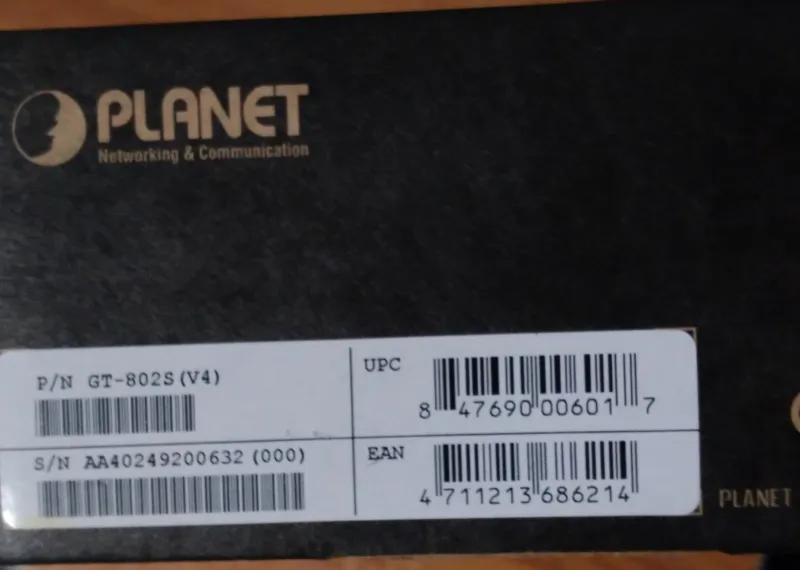 PLANET
Networking & Communication
P/N GT-802S(V4)
S/N AA40249200632(000)
UPC
8 47690 00601 7
EAN
4 711213 686214
PLANET